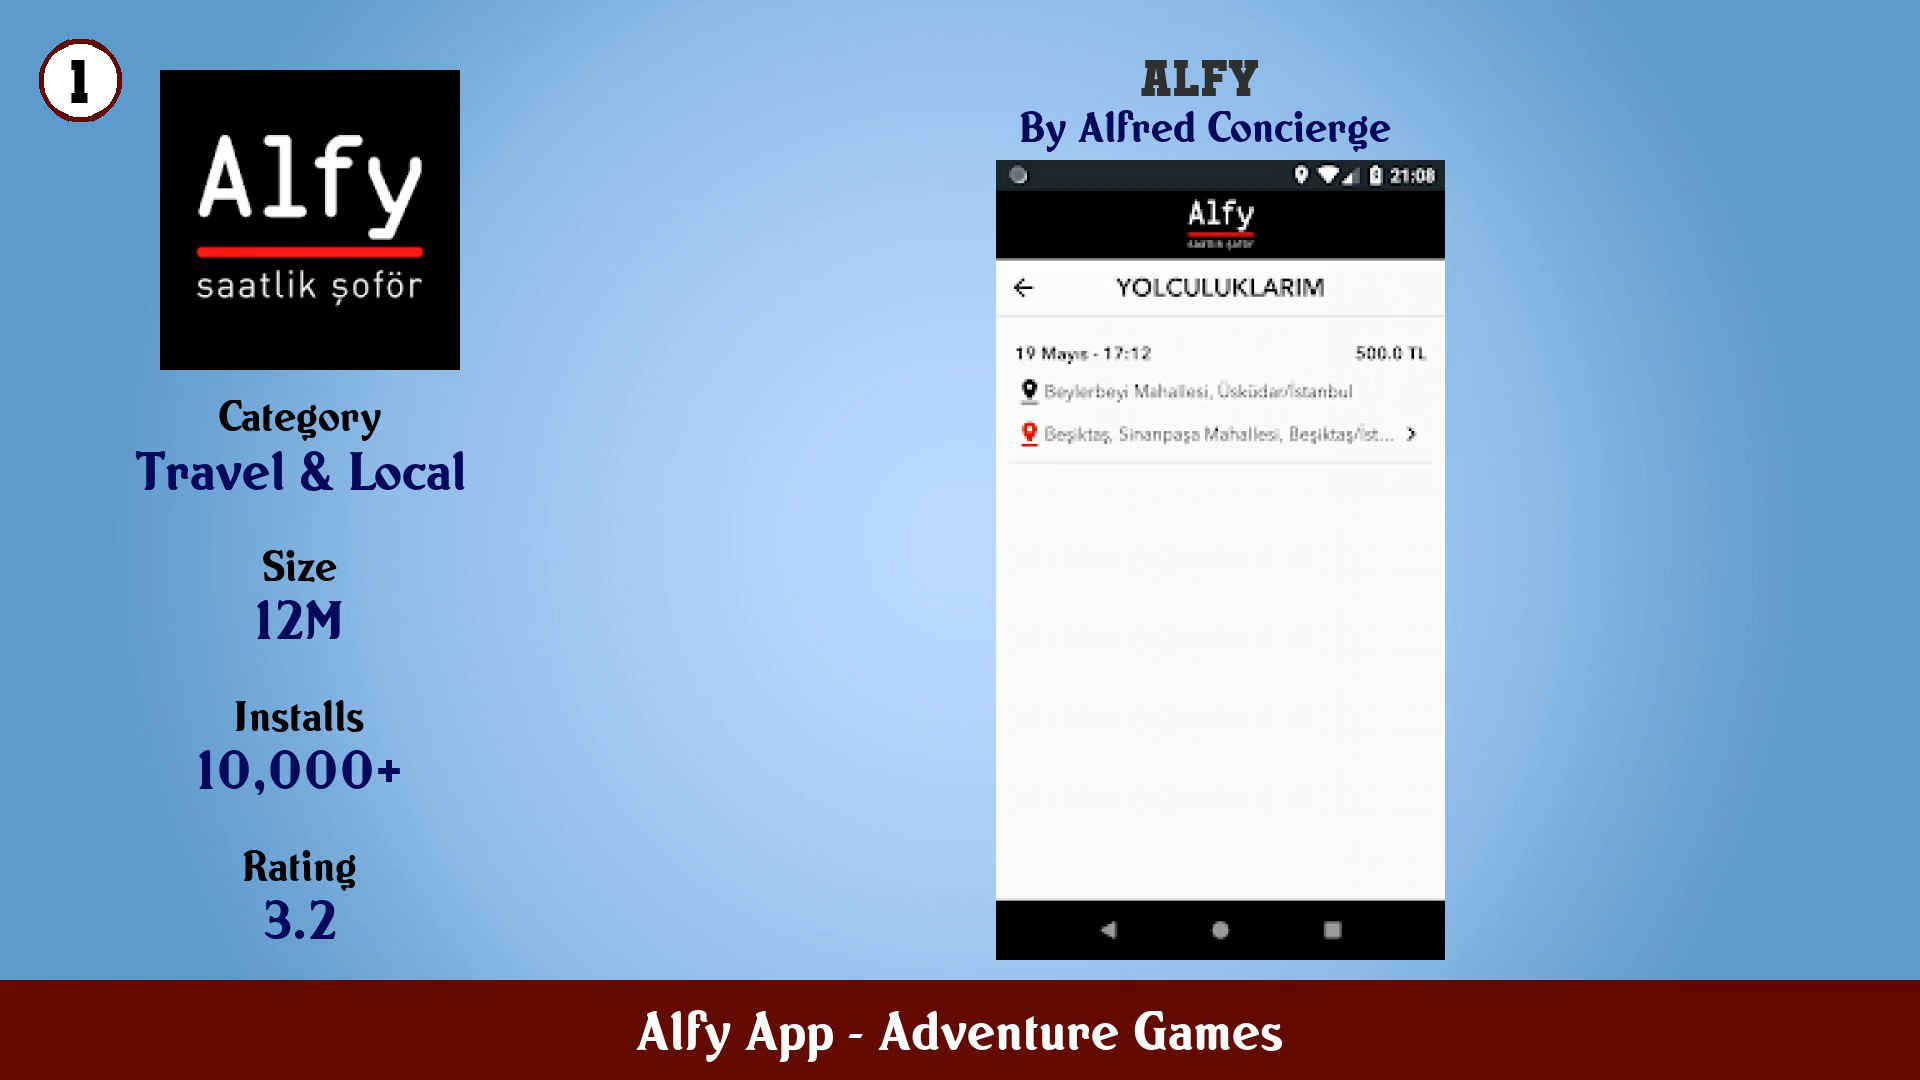 1
Alfy
saatlik şoför
Category
Travel & Local
Size
12M
Installs
10,000+
Rating
3.2
ALFY
By Alfred Concierge
21:08
Alfy
saatlik şoför
YOLCULUKLARIM
19 Mayıs - 17:12
500.0 TL
Beylerbeyi Mahallesi, Üsküdar/İstanbul
Beşiktaş, Sinanpaşa Mahallesi, Beşiktaş/İst...
Alfy App - Adventure Games